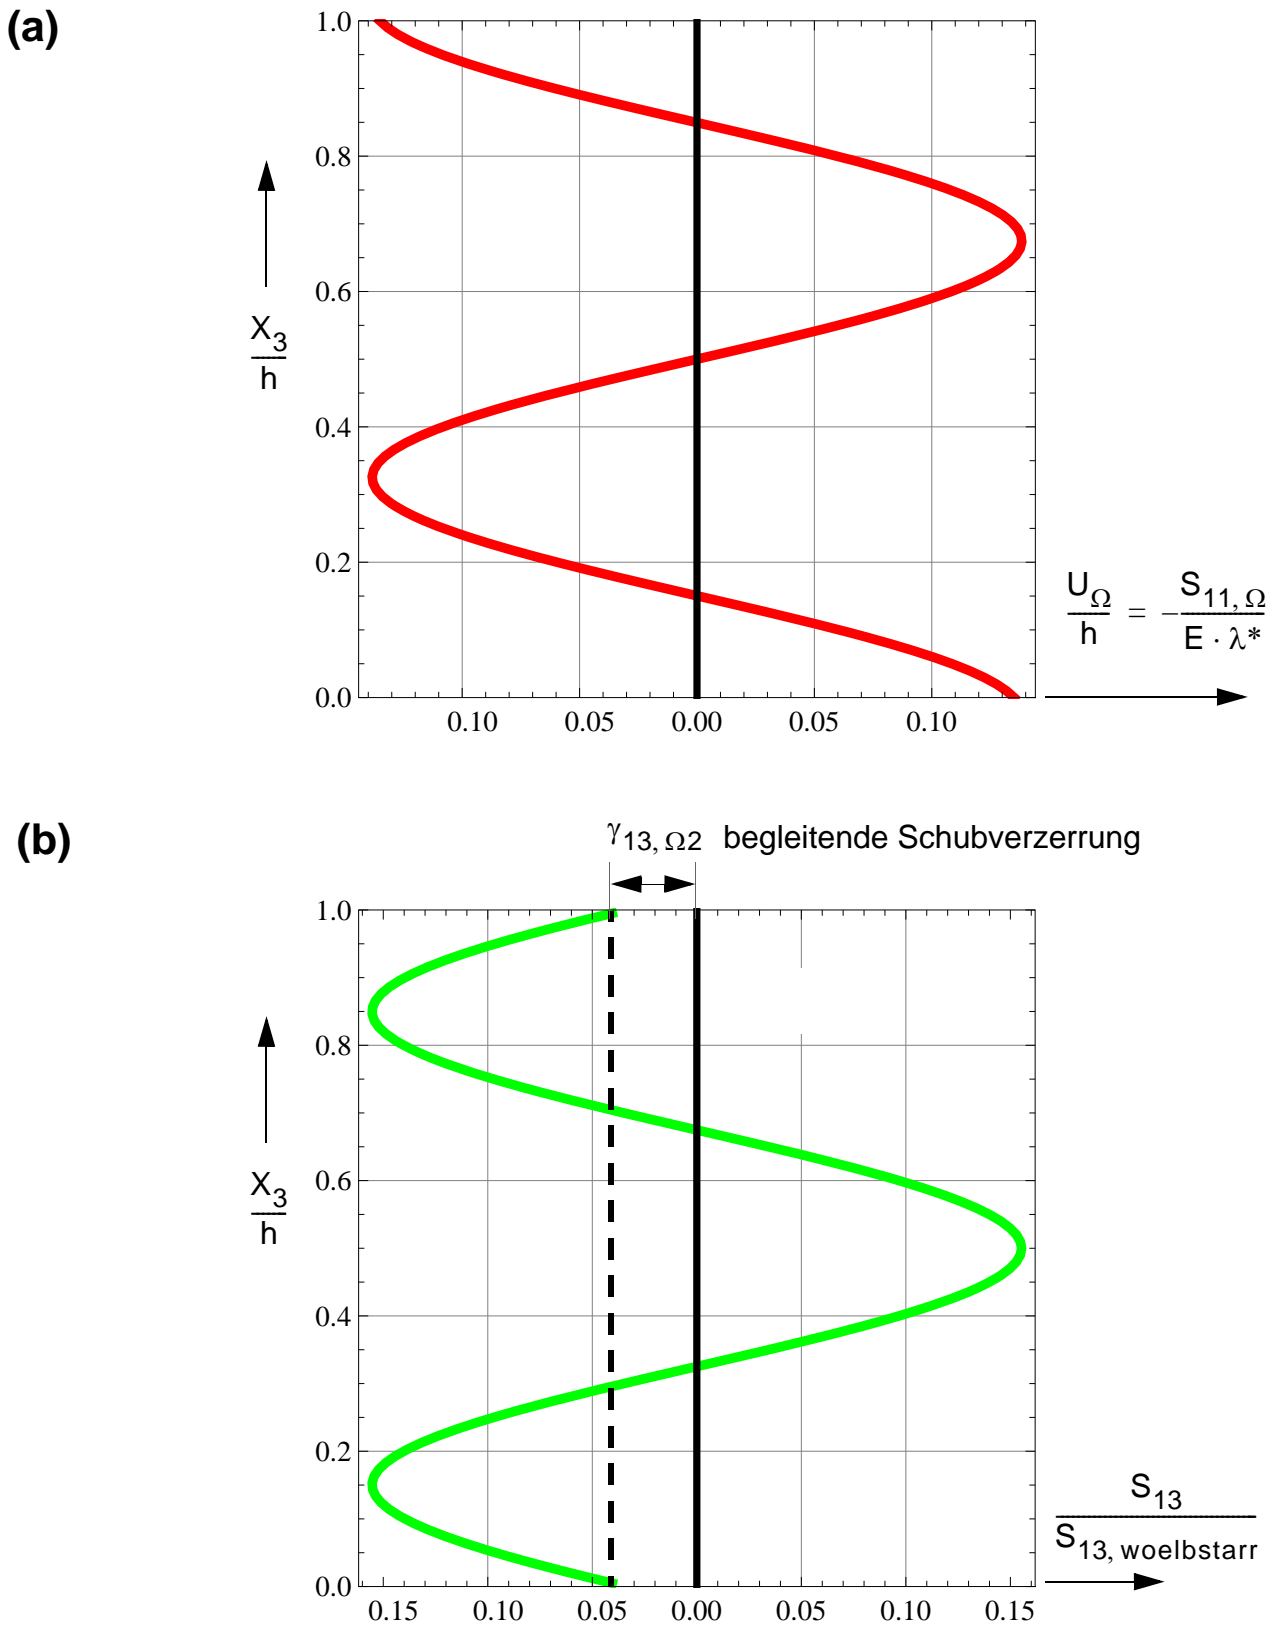 (a)
1.0
0.8
0.6
0.4
0.2
0.0
X3
h
0.10 0.05 0.00 0.05 0.10
UΩ/h = −S11, Ω/(E · λ*)
(b)
γ13, Ω2 begleitende Schubverzerrung
1.0
0.8
0.6
0.4
0.2
0.0
X3
h
0.15 0.10 0.05 0.00 0.05 0.10 0.15
S13
S13, woelbstarr